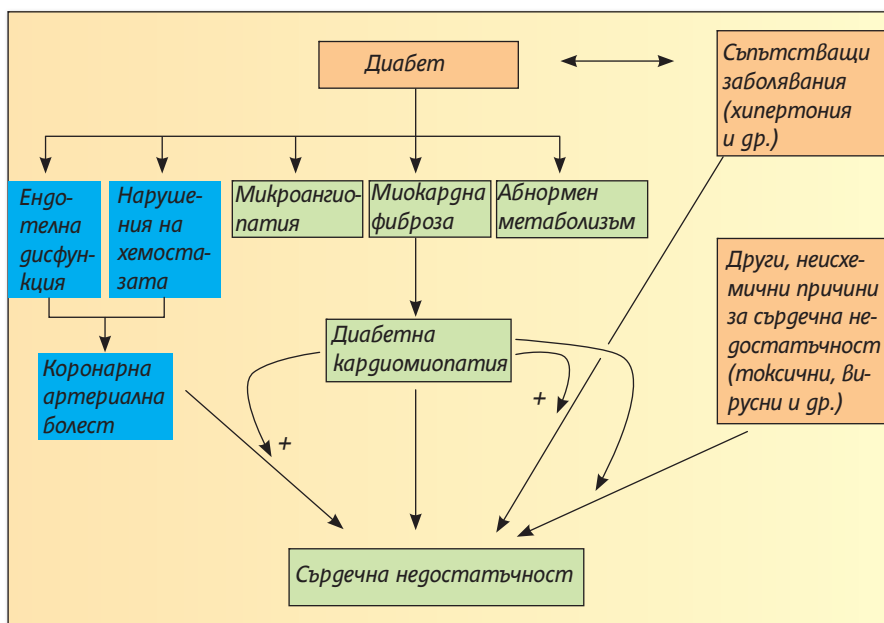 Диабет
Съпътстващи
заболявания
(хипертония
и др.)
Ендо-
телна
дисфун-
кция
Наруше-
ния на
хемоста-
зата
Микроангио-
патия
Миокардна
фиброза
Абнормен
метаболизъм
Други, неисхе-
мични причини
за сърдечна не-
достатъчност
(токсични, ви-
русни и др.)
Диабетна
кардиомиопатия
Коронарна
артериална
болест
+
+
Сърдечна недостатъчност